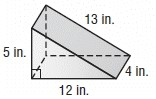 13 in.
5 in.
4 in.
12 in.